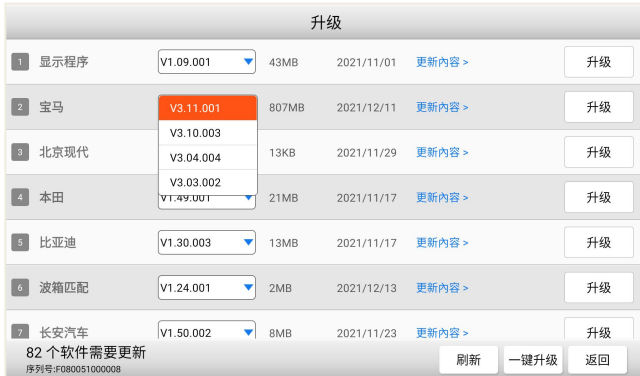 升级
1 显示程序 V1.09.001 43MB 2021/11/01 更新内容 > 升级
2 宝马 V3.11.001 807MB 2021/12/11 更新内容 > 升级
V3.10.003
3 北京现代 13KB 2021/11/29 更新内容 > 升级
V3.04.004
V3.03.002
4 本田 V1.49.001 21MB 2021/11/17 更新内容 > 升级
5 比亚迪 V1.30.003 13MB 2021/11/17 更新内容 > 升级
6 波箱匹配 V1.24.001 2MB 2021/12/13 更新内容 > 升级
7 长安汽车 V1.50.002 8MB 2021/11/23 更新内容 > 升级
82 个软件需要更新 刷新 一键升级 返回
序列号:F080051000008